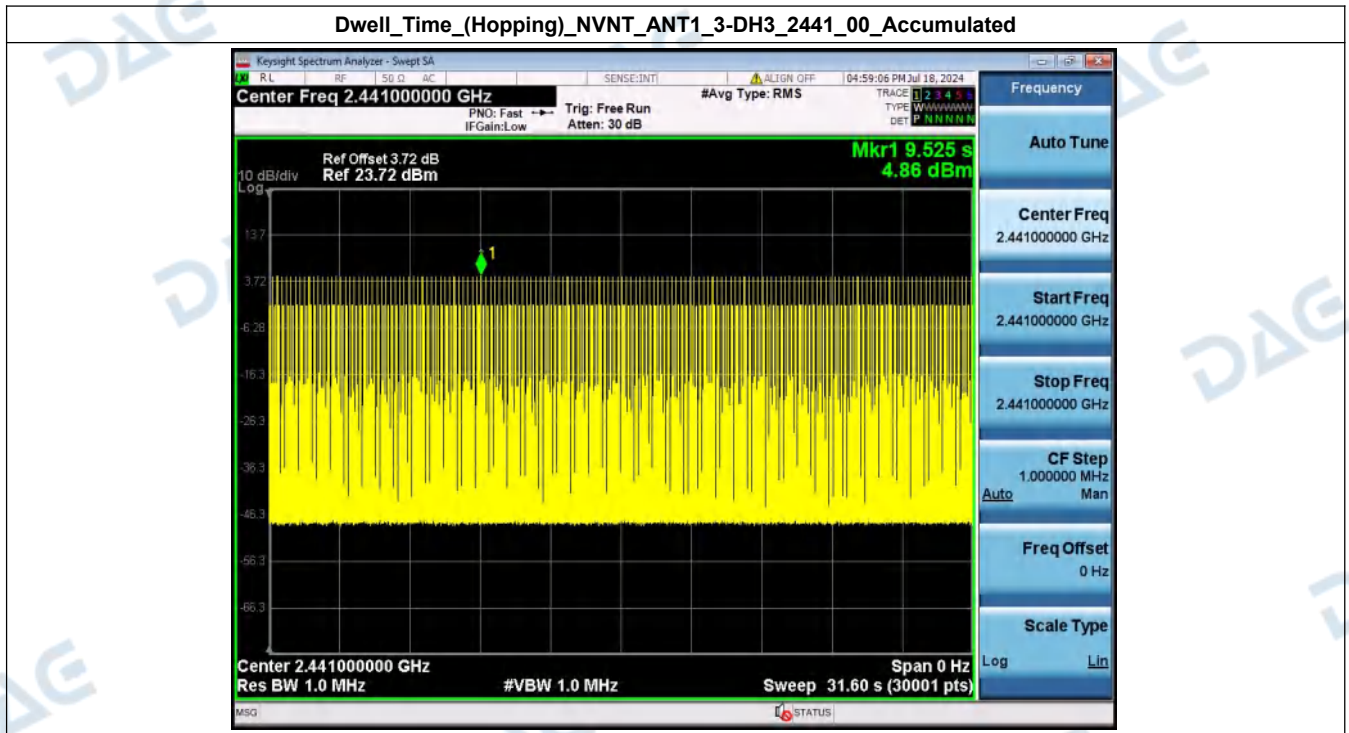 Dwell_Time_(Hopping)_NVNT_ANT1_3-DH3_2441_00_Accumulated
Keysight Spectrum Analyzer - Swept SA
LXI RL RF 50 Ω AC SENSE:INT ALIGN OFF 04:59:06 PM Jul 18, 2024
Center Freq 2.441000000 GHz
PNO: Fast
IFGain:Low
Trig: Free Run
Atten: 30 dB
#Avg Type: RMS
TRACE 1 2 3 4 5 6
TYPE WWWWWW
DET P N N N N N
Frequency
Mkr1 9.525 s
4.86 dBm
Ref Offset 3.72 dB
Ref 23.72 dBm
10 dB/div
Log
1
13.7
3.72
-6.28
-16.3
-26.3
-36.3
-46.3
-56.3
-66.3
Center 2.441000000 GHz
Span 0 Hz
Res BW 1.0 MHz
#VBW 1.0 MHz
Sweep 31.60 s (30001 pts)
MSG
STATUS
Auto Tune
Center Freq
2.441000000 GHz
Start Freq
2.441000000 GHz
Stop Freq
2.441000000 GHz
CF Step
1.000000 MHz
Auto Man
Freq Offset
0 Hz
Scale Type
Log Lin
DAG
DAG
DAG
DAG